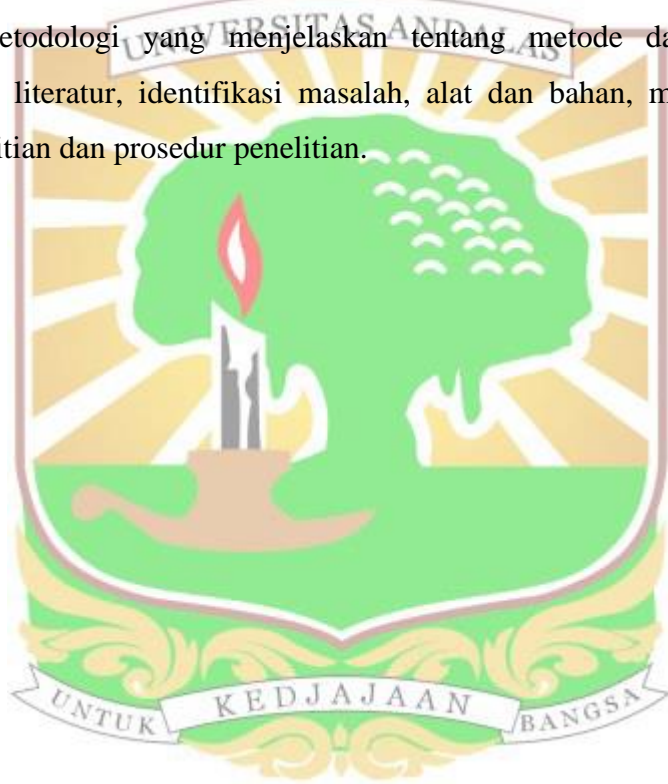 etodologi yang menjelaskan tentang metode da
UNIVERSITAS ANDALAS
literatur, identifikasi masalah, alat dan bahan, m
itian dan prosedur penelitian.
UNTUK KEDJAJAAN BANGSA